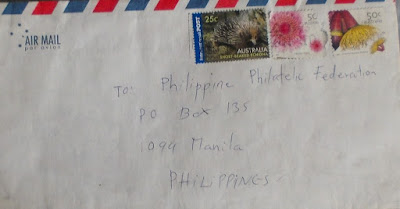 AIR MAIL
par avion
POST
25c
AUSTRALIA
SHORT-BEAKED ECHIDNA
5c
50c
To: Philippine Philatelic Federation
PO Box 135
1099 Manila
PHILIPPINES